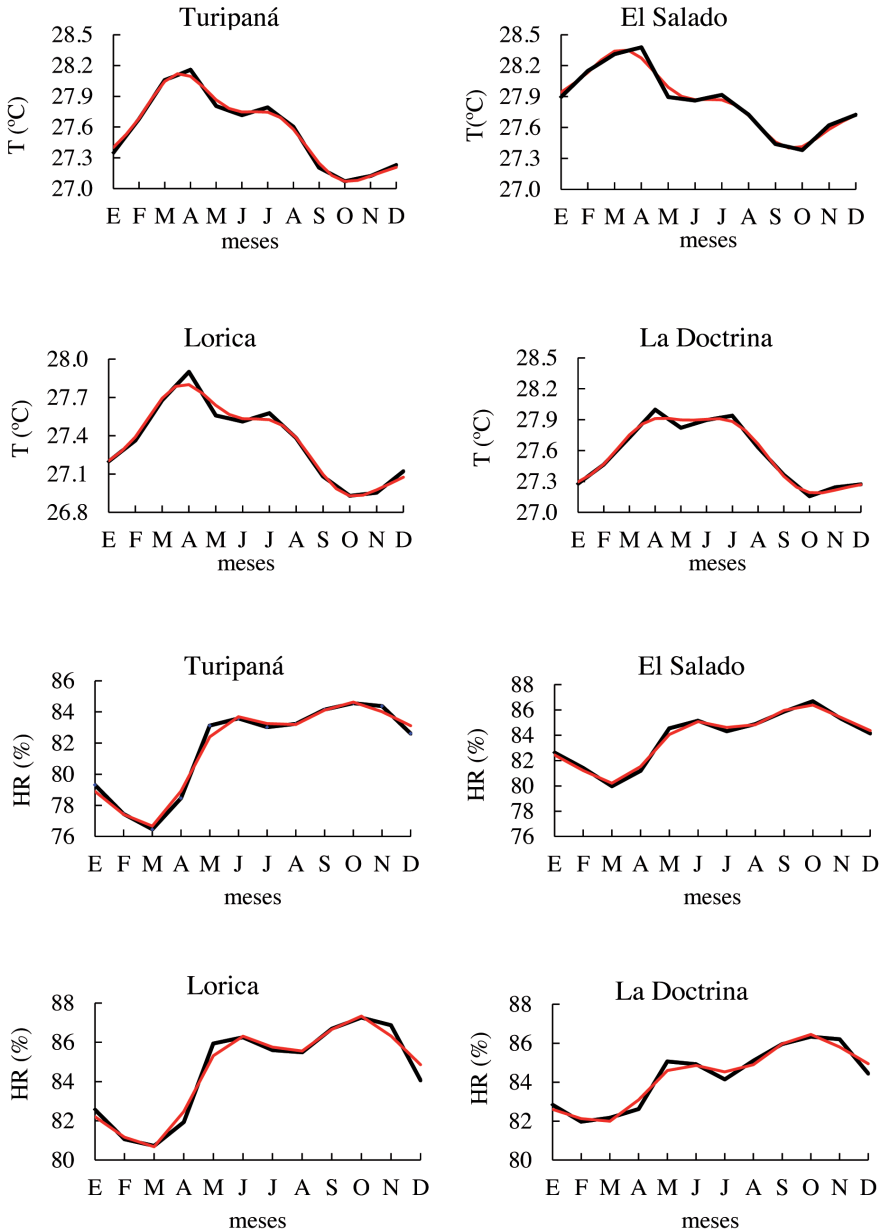 Turipaná
T (ºC)
28.5
28.2
27.9
27.6
27.3
27.0
E F M A M J J A S O N D
meses
El Salado
T(ºC)
28.5
28.2
27.9
27.6
27.3
27.0
E F M A M J J A S O N D
meses
Lorica
T (ºC)
28.0
27.7
27.4
27.1
26.8
E F M A M J J A S O N D
meses
La Doctrina
T (ºC)
28.5
28.2
27.9
27.6
27.3
27.0
E F M A M J J A S O N D
meses
Turipaná
HR (%)
86
84
82
80
78
76
E F M A M J J A S O N D
meses
El Salado
HR (%)
88
86
84
82
80
78
76
E F M A M J J A S O N D
meses
Lorica
HR (%)
88
86
84
82
80
E F M A M J J A S O N D
meses
La Doctrina
HR (%)
88
86
84
82
80
E F M A M J J A S O N D
meses